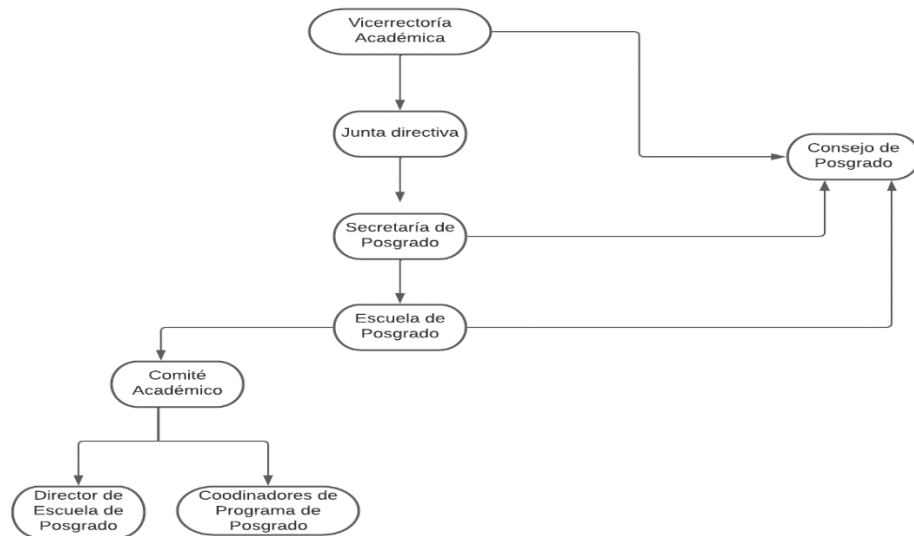 Vicerrectoría
Académica
Junta directiva
Consejo de
Posgrado
Secretaría de
Posgrado
Escuela de
Posgrado
Comité
Académico
Director de
Escuela de
Posgrado
Coodinadores de
Programa de
Posgrado